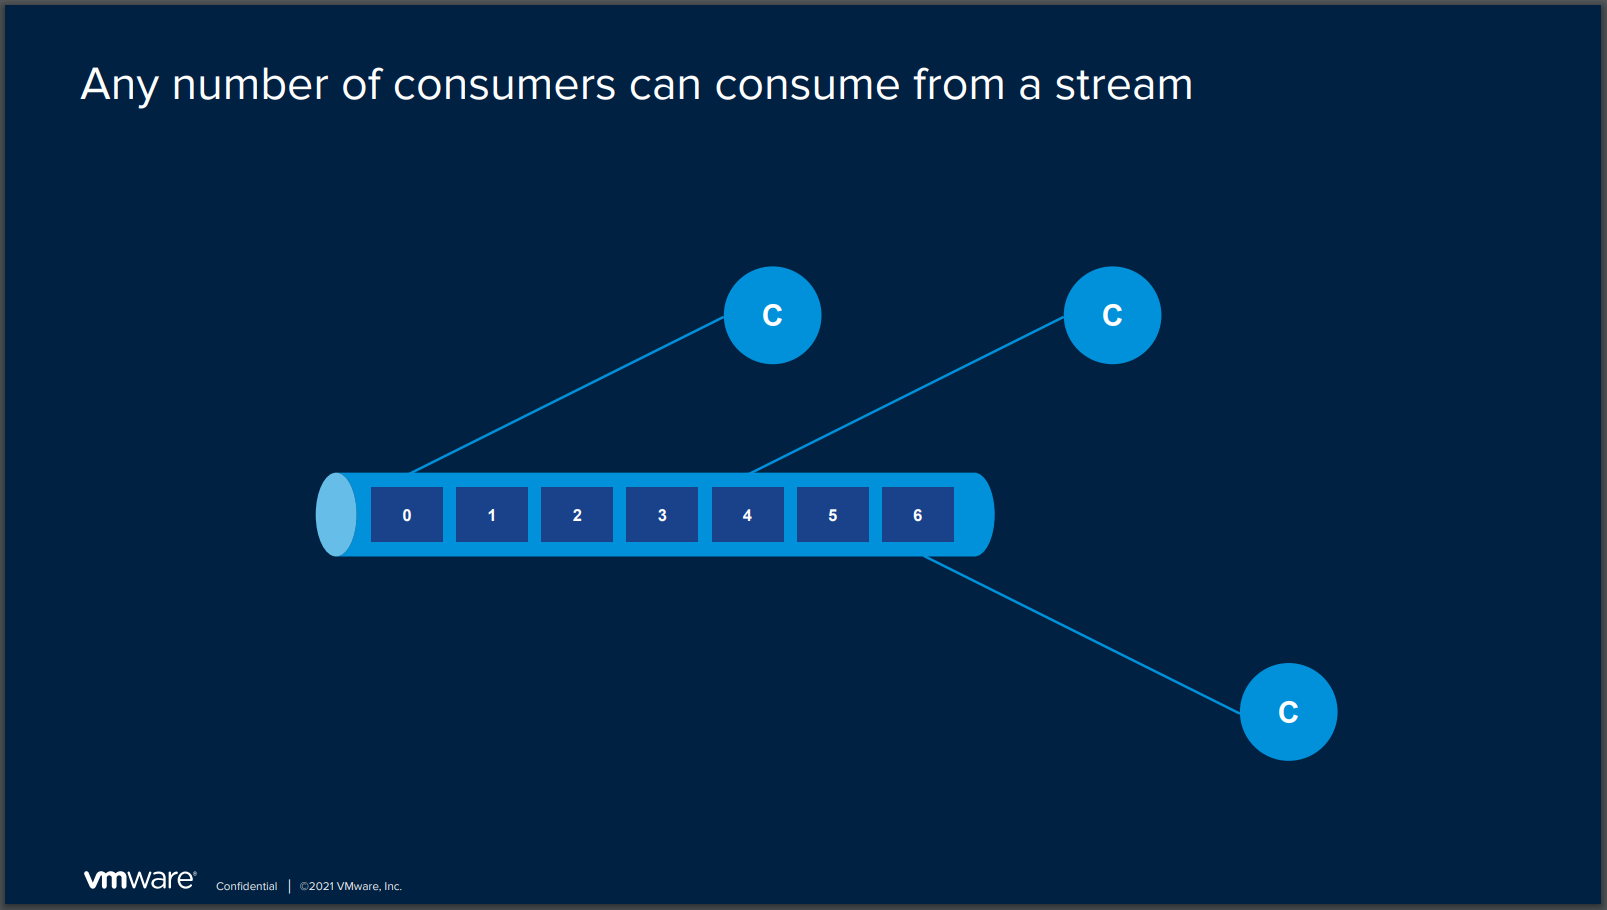 Any number of consumers can consume from a stream
C
C
0 1 2 3 4 5 6
C
vmware® Confidential | ©2021 VMware, Inc.